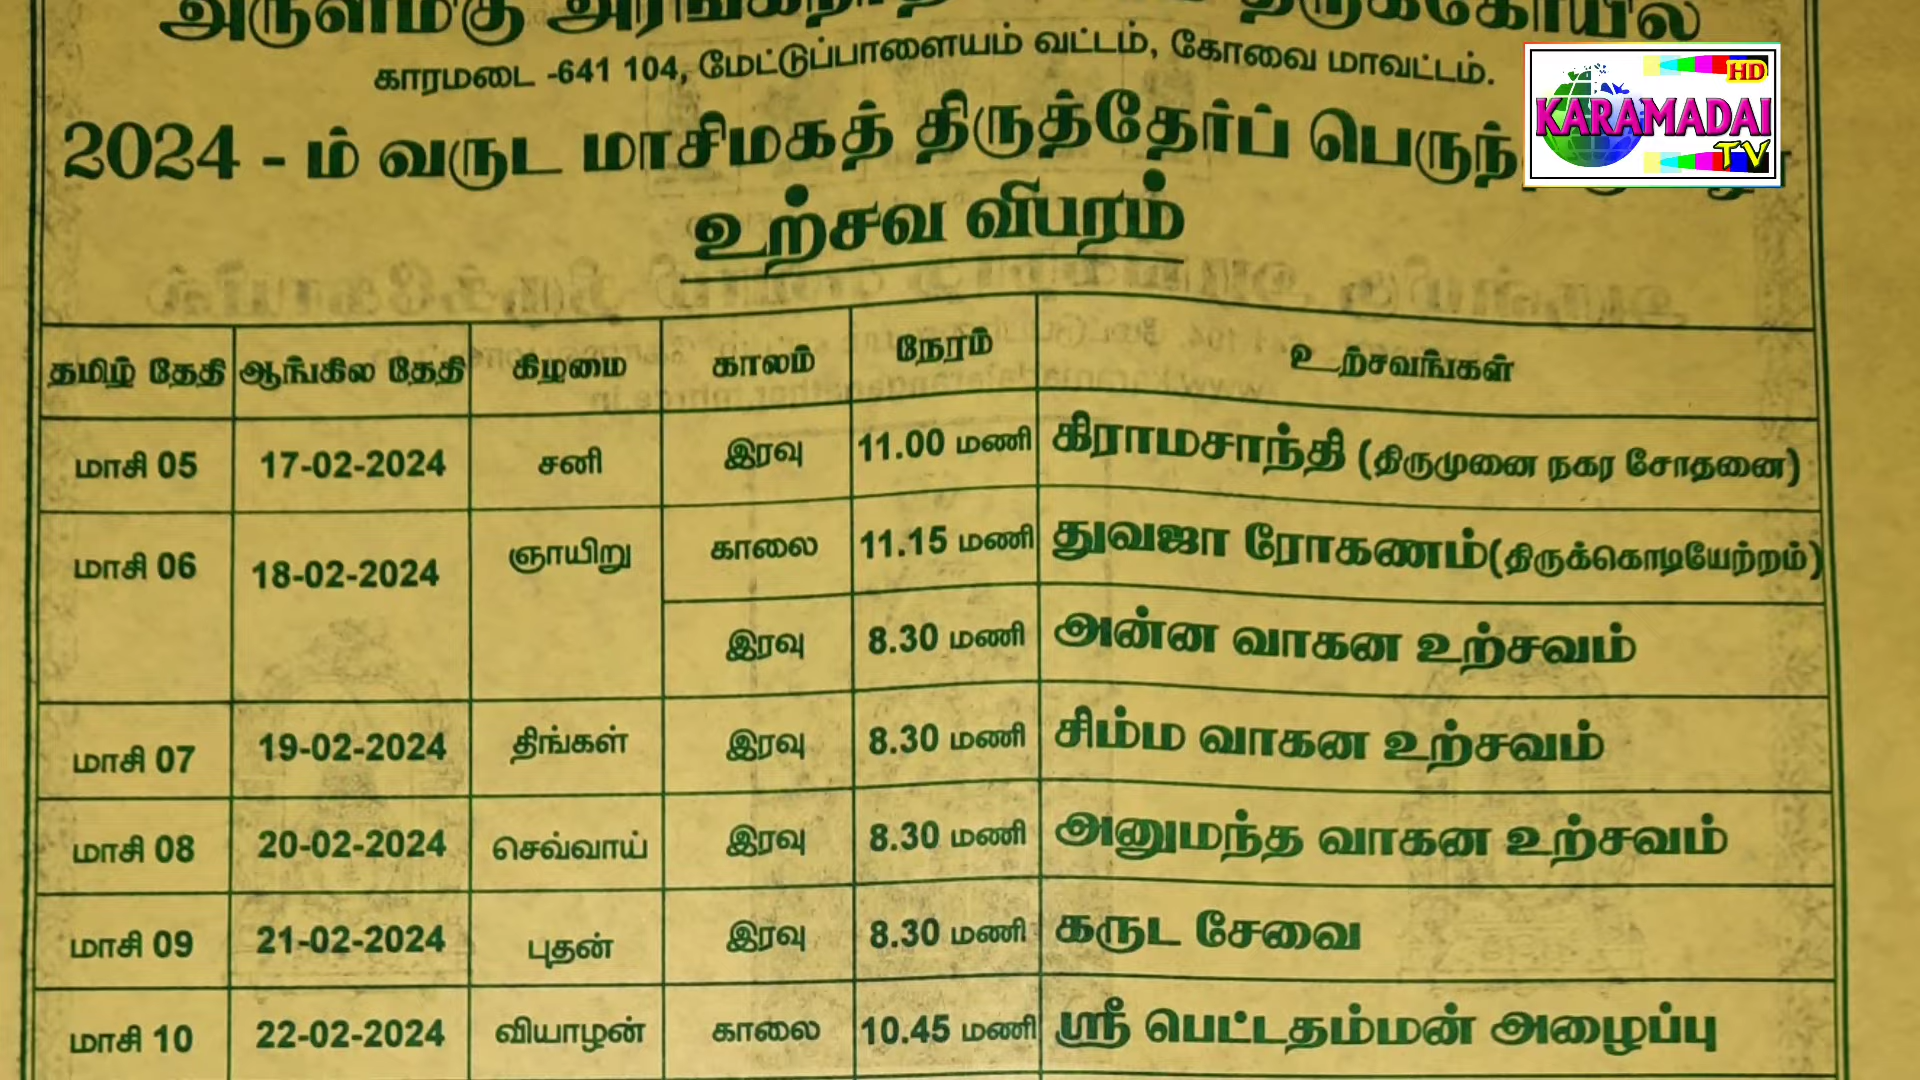 காரமடை -641 104, மேட்டுப்பாளையம் வட்டம், கோவை மாவட்டம்.
2024 - ம் வருட மாசிமகத் திருத்தேர்ப்
உற்சவ விபரம்
HD
KARAMADAI
TV
தமிழ் தேதி ஆங்கில தேதி கிழமை காலம் நேரம் உற்சவங்கள்
மாசி 05 17-02-2024 சனி இரவு 11.00 மணி கிராமசாந்தி (திருமுனை நகர சோதனை)
மாசி 06 18-02-2024 ஞாயிறு காலை 11.15 மணி துவஜா ரோகணம்(திருக்கொடியேற்றம்)
இரவு 8.30 மணி அன்ன வாகன உற்சவம்
மாசி 07 19-02-2024 திங்கள் இரவு 8.30 மணி சிம்ம வாகன உற்சவம்
மாசி 08 20-02-2024 செவ்வாய் இரவு 8.30 மணி அனுமந்த வாகன உற்சவம்
மாசி 09 21-02-2024 புதன் இரவு 8.30 மணி கருட சேவை
மாசி 10 22-02-2024 வியாழன் காலை 10.45 மணி ஸ்ரீ பெட்டதம்மன் அழைப்பு